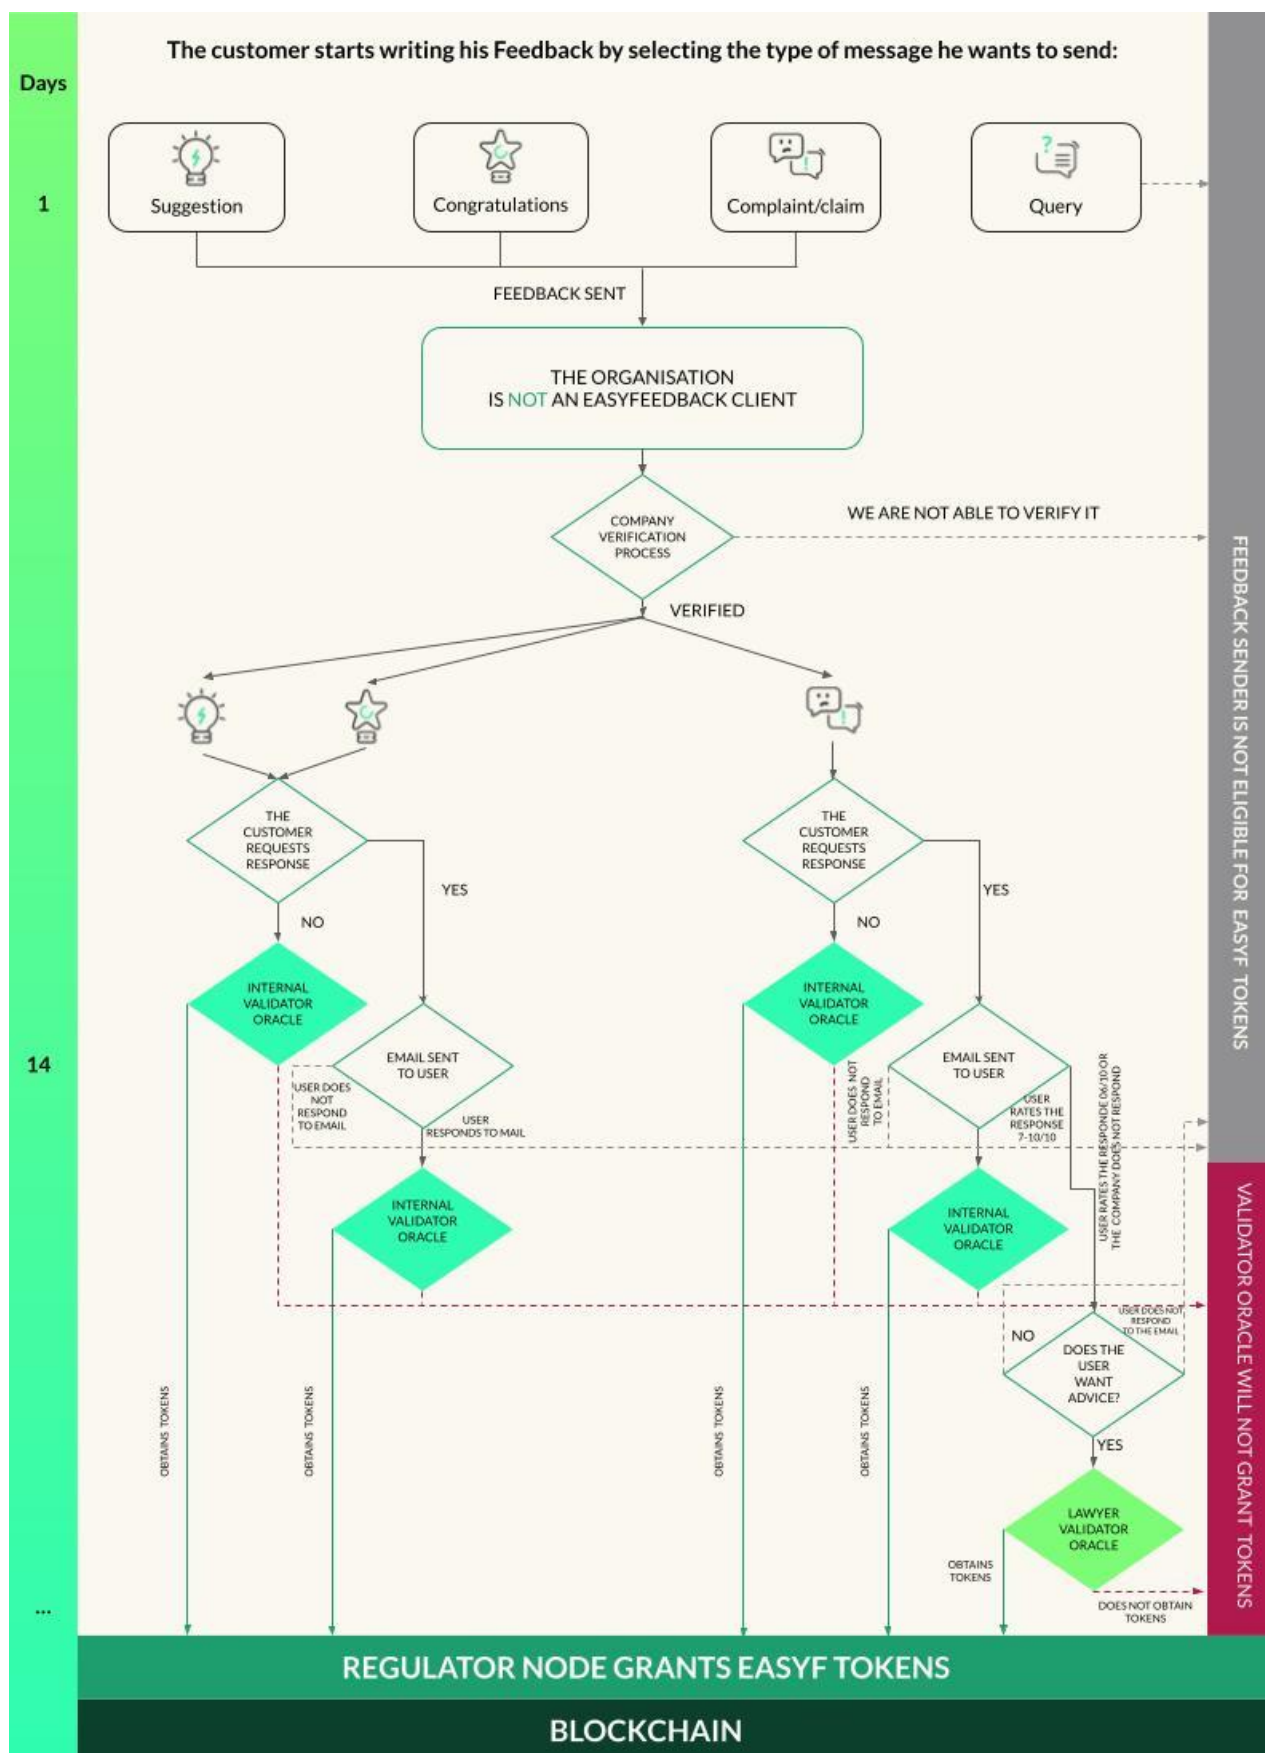 The customer starts writing his Feedback by selecting the type of message he wants to send:
Days
1
Suggestion
Congratulations
Complaint/claim
?
!
Query
FEEDBACK SENT
THE ORGANISATION
IS NOT AN EASYFEEDBACK CLIENT
COMPANY
VERIFICATION
PROCESS
WE ARE NOT ABLE TO VERIFY IT
VERIFIED
!
THE
CUSTOMER
REQUESTS
RESPONSE
YES
NO
THE
CUSTOMER
REQUESTS
RESPONSE
YES
NO
INTERNAL
VALIDATOR
ORACLE
INTERNAL
VALIDATOR
ORACLE
14
EMAIL SENT
TO USER
USER DOES
NOT
RESPOND
TO EMAIL
USER
RESPONDS TO MAIL
EMAIL SENT
TO USER
USER DOES NOT
RESPOND
TO EMAIL
USER
RATES THE
RESPONSE
7-10/10
USER RATES THE RESPONDE 06/10 OR
THE COMPANY DOES NOT RESPOND
INTERNAL
VALIDATOR
ORACLE
INTERNAL
VALIDATOR
ORACLE
USER DOES NOT
RESPOND
TO THE EMAIL
NO
DOES THE
USER
WANT
ADVICE?
YES
OBTAINS TOKENS
OBTAINS TOKENS
OBTAINS TOKENS
OBTAINS TOKENS
LAWYER
VALIDATOR
ORACLE
OBTAINS
TOKENS
DOES NOT OBTAIN
TOKENS
...
FEEDBACK SENDER IS NOT ELIGIBLE FOR EASYF TOKENS
VALIDATOR ORACLE WILL NOT GRANT TOKENS
REGULATOR NODE GRANTS EASYF TOKENS
BLOCKCHAIN